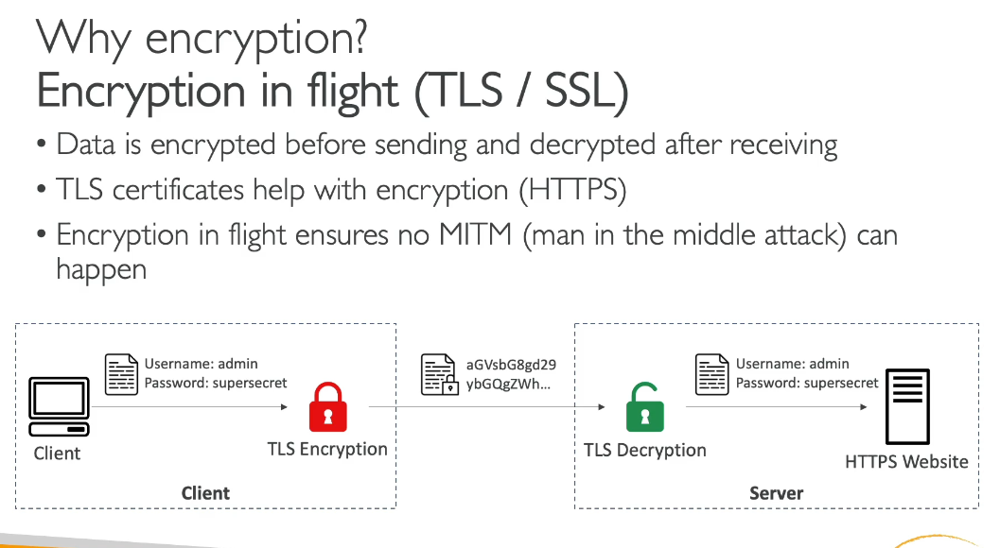 Why encryption?
Encryption in flight (TLS / SSL)
• Data is encrypted before sending and decrypted after receiving
• TLS certificates help with encryption (HTTPS)
• Encryption in flight ensures no MITM (man in the middle attack) can
happen
Username: admin
Password: supersecret
aGVsbG8gd29
ybGQgZWh...
Username: admin
Password: supersecret
Client
TLS Encryption
TLS Decryption
HTTPS Website
Client
Server